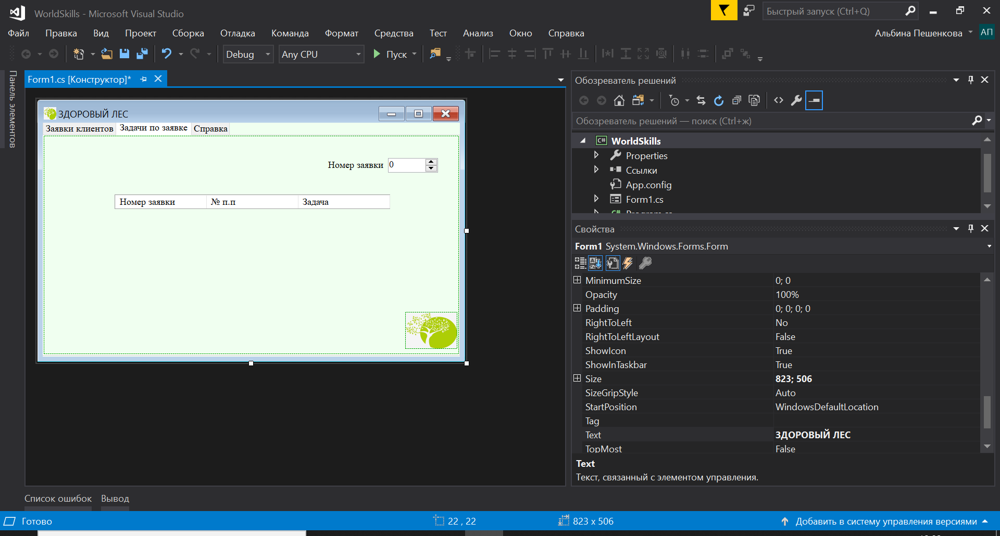 WorldSkills - Microsoft Visual Studio
Быстрый запуск (Ctrl+Q)
Файл Правка Вид Проект Сборка Отладка Команда Формат Средства Тест Анализ Окно Справка
Альбина Пешенкова АП
Debug Any CPU Пуск
Панель элементов
Form1.cs [Конструктор]*
ЗДОРОВЫЙ ЛЕС
Заявки клиентов Задачи по заявке Справка
Номер заявки 0
Номер заявки № п.п Задача
Обозреватель решений
Обозреватель решений — поиск (Ctrl+ж)
C# WorldSkills
Properties
Ссылки
App.config
Form1.cs
C# Program.cs
Свойства
Form1 System.Windows.Forms.Form
MinimumSize 0; 0
Opacity 100%
Padding 0; 0; 0; 0
RightToLeft No
RightToLeftLayout False
ShowIcon True
ShowInTaskbar True
Size 823; 506
SizeGripStyle Auto
StartPosition WindowsDefaultLocation
Tag
Text ЗДОРОВЫЙ ЛЕС
TopMost False
Text
Текст, связанный с элементом управления.
Список ошибок Вывод
Готово 22 , 22 823 x 506 Добавить в систему управления версиями